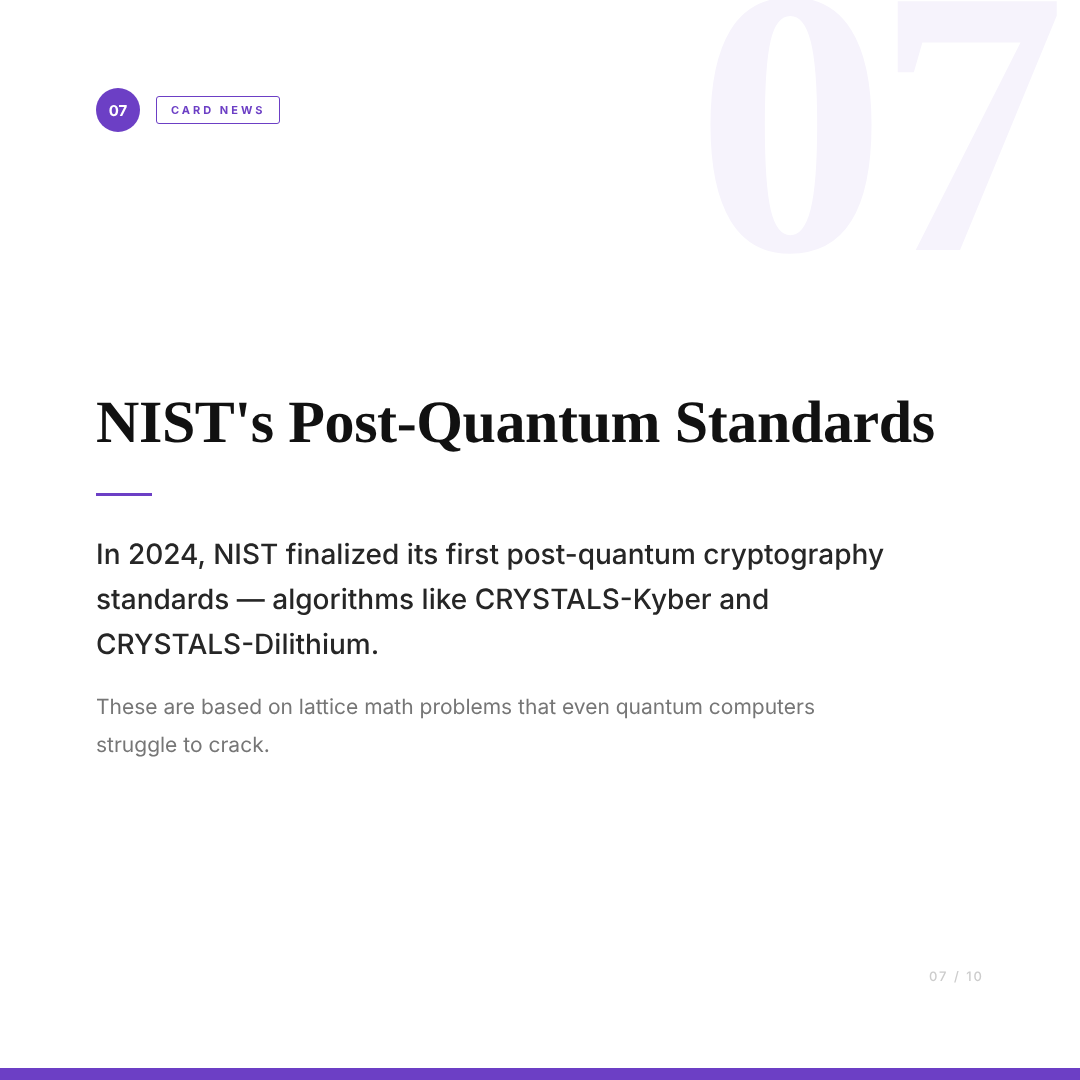 07
07
CARD NEWS
NIST's Post-Quantum Standards
In 2024, NIST finalized its first post-quantum cryptography
standards — algorithms like CRYSTALS-Kyber and
CRYSTALS-Dilithium.
These are based on lattice math problems that even quantum computers
struggle to crack.
07 / 10